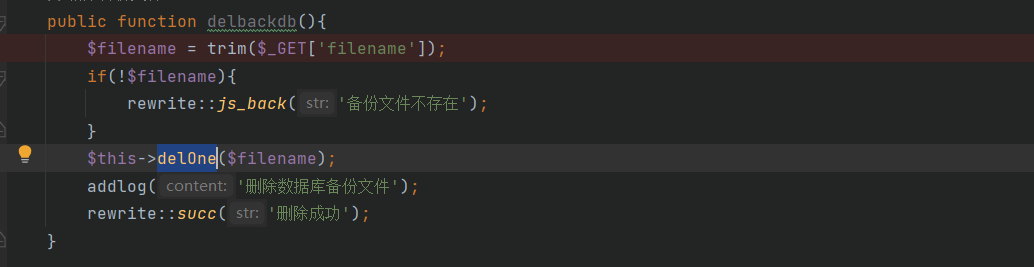 public function delbackdb(){
$filename = trim($_GET['filename']);
if(!$filename){
rewrite::js_back( str: '备份文件不存在');
}
$this->delOne($filename);
addlog( content: '删除数据库备份文件');
rewrite::succ( str: '删除成功');
}